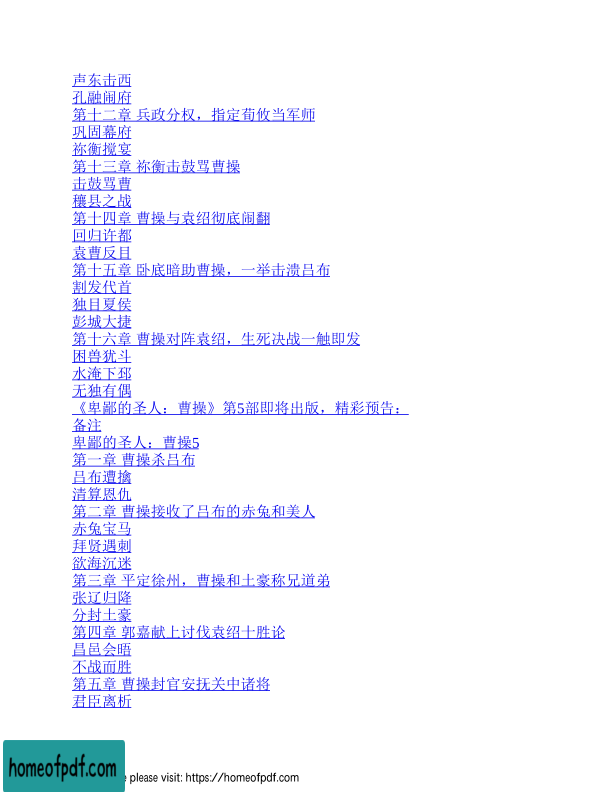 声东击西
孔融闹府
第十二章 兵政分权，指定荀攸当军师
巩固幕府
祢衡搅宴
第十三章 祢衡击鼓骂曹操
击鼓骂曹
穰县之战
第十四章 曹操与袁绍彻底闹翻
回归许都
袁曹反目
第十五章 卧底暗助曹操，一举击溃吕布
割发代首
独目夏侯
彭城大捷
第十六章 曹操对阵袁绍，生死决战一触即发
困兽犹斗
水淹下邳
无独有偶
《卑鄙的圣人：曹操》第5部即将出版，精彩预告：
备注
卑鄙的圣人：曹操5
第一章 曹操杀吕布
吕布遭擒
清算恩仇
第二章 曹操接收了吕布的赤兔和美人
赤兔宝马
拜贤遇刺
欲海沉迷
第三章 平定徐州，曹操和土豪称兄道弟
张辽归降
分封土豪
第四章 郭嘉献上讨伐袁绍十胜论
昌邑会晤
不战而胜
第五章 曹操封官安抚关中诸将
君臣离析
homeofpdf.com
e please visit: https://homeofpdf.com